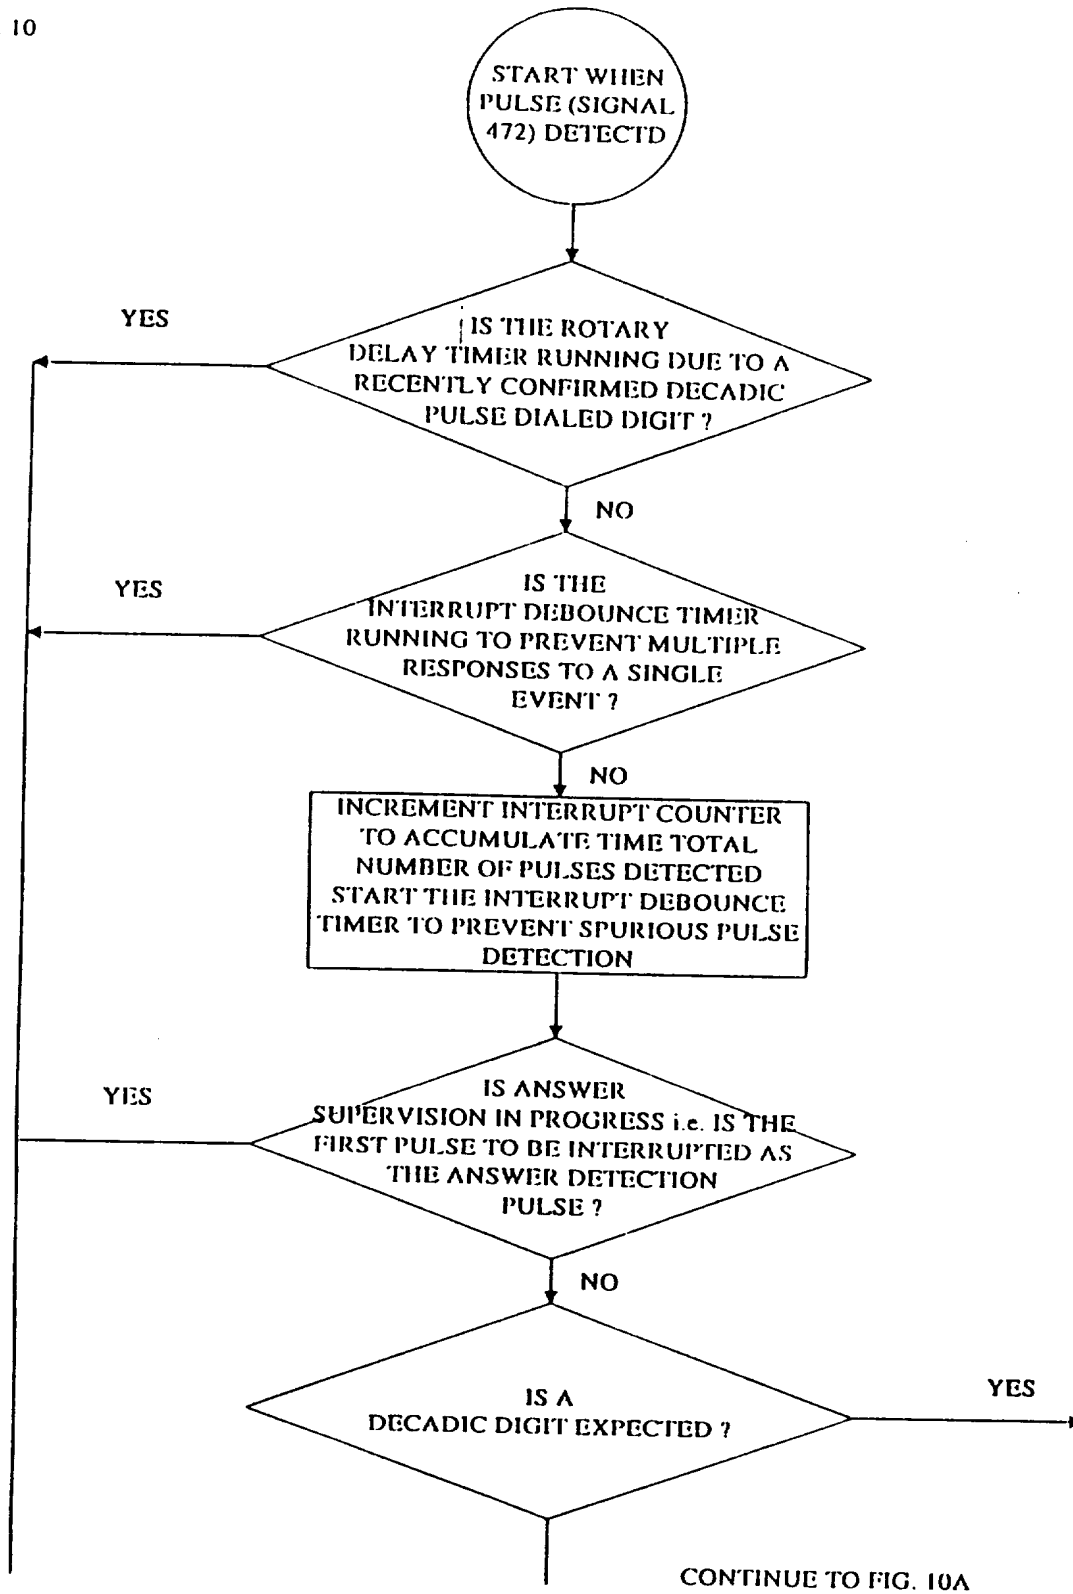 10
START WHEN
PULSE (SIGNAL
472) DETECTD
YES
IS THE ROTARY
DELAY TIMER RUNNING DUE TO A
RECENTLY CONFIRMED DECADIC
PULSE DIALED DIGIT ?
NO
YES
IS THE
INTERRUPT DEBOUNCE TIMER
RUNNING TO PREVENT MULTIPLE
RESPONSES TO A SINGLE
EVENT ?
NO
INCREMENT INTERRUPT COUNTER
TO ACCUMULATE TIME TOTAL
NUMBER OF PULSES DETECTED
START THE INTERRUPT DEBOUNCE
TIMER TO PREVENT SPURIOUS PULSE
DETECTION
YES
IS ANSWER
SUPERVISION IN PROGRESS i.e. IS THE
FIRST PULSE TO BE INTERRUPTED AS
THE ANSWER DETECTION
PULSE ?
NO
IS A
DECADIC DIGIT EXPECTED ?
YES
CONTINUE TO FIG. 10A